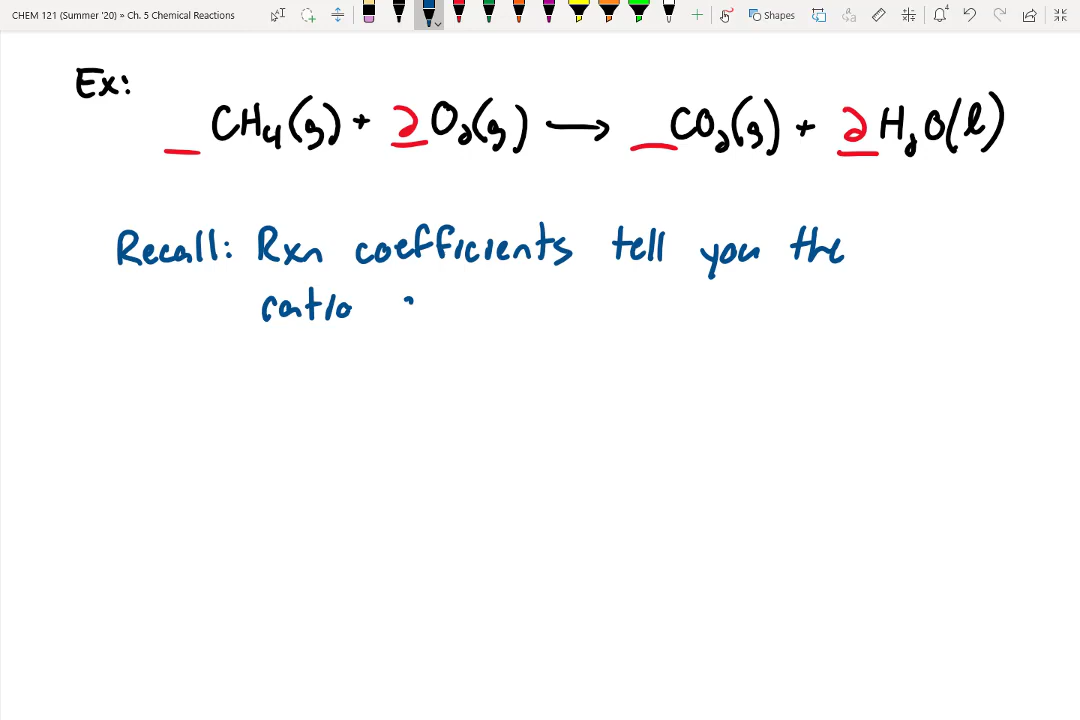 CHEM 121 (Summer '20) » Ch. 5 Chemical Reactions
Shapes
4
Ex:
_ CH₄(g) + 2 O₂(g) ⟶ _ CO₂(g) + 2 H₂O(l)
Recall: Rxn coefficients tell you the
ratio